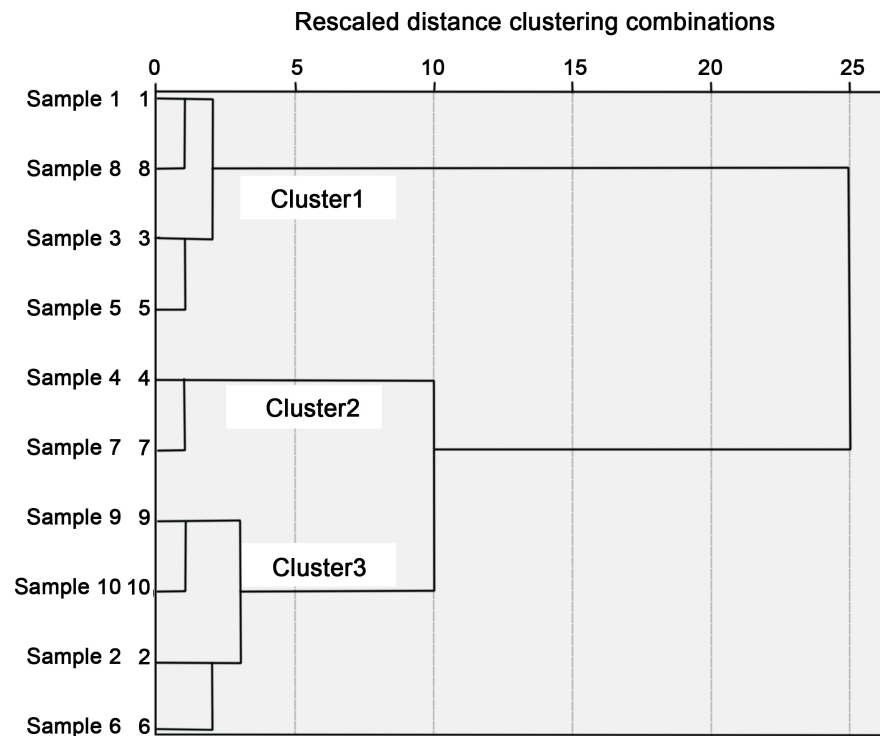 Rescaled distance clustering combinations
0 5 10 15 20 25
Sample 1 1
Sample 8 8
Cluster1
Sample 3 3
Sample 5 5
Sample 4 4
Cluster2
Sample 7 7
Sample 9 9
Cluster3
Sample 10 10
Sample 2 2
Sample 6 6